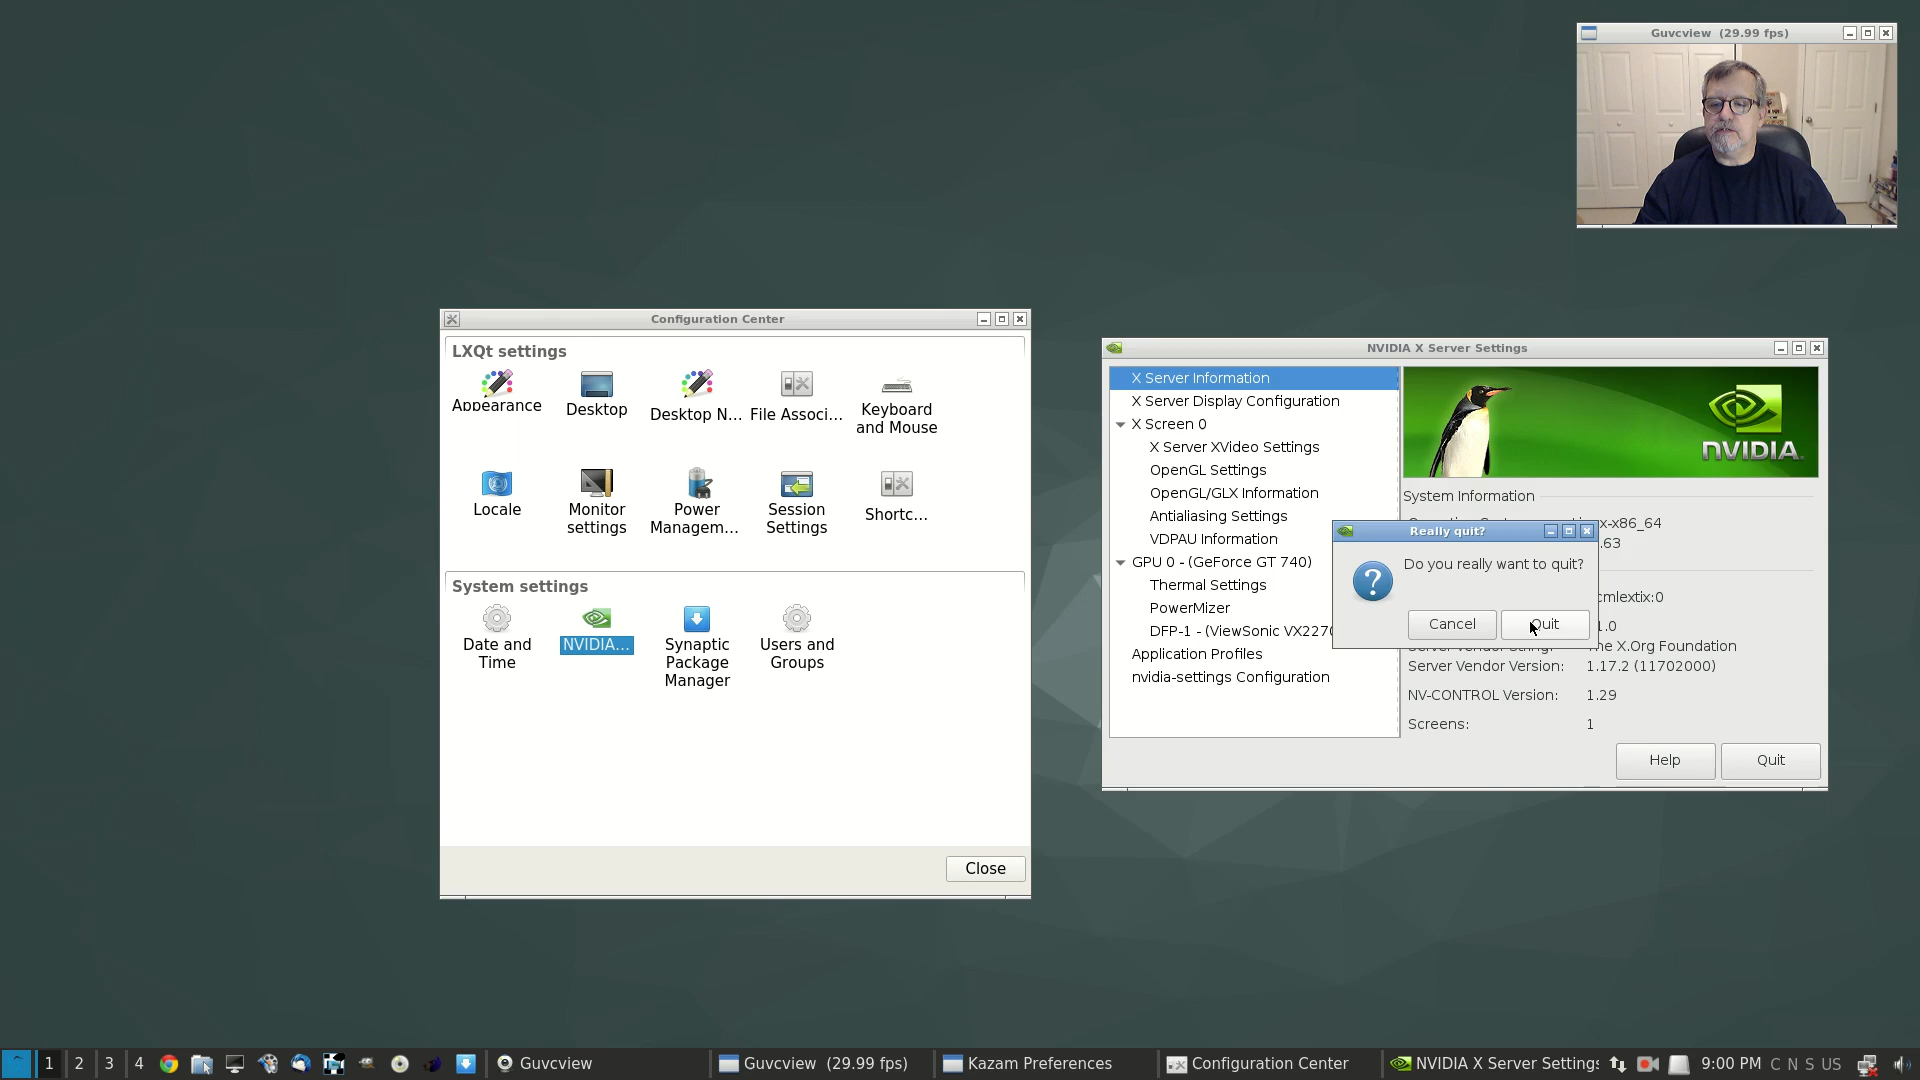 Guvcview (29.99 fps)
Configuration Center
LXQt settings
Appearance
Desktop
Desktop N...
File Associ...
Keyboard
and Mouse
Locale
Monitor
settings
Power
Managem...
Session
Settings
Shortc...
System settings
Date and
Time
NVIDIA...
Synaptic
Package
Manager
Users and
Groups
Close
NVIDIA X Server Settings
X Server Information
X Server Display Configuration
X Screen 0
X Server XVideo Settings
OpenGL Settings
OpenGL/GLX Information
Antialiasing Settings
VDPAU Information
GPU 0 - (GeForce GT 740)
Thermal Settings
PowerMizer
DFP-1 - (ViewSonic VX2270
Application Profiles
nvidia-settings Configuration
NVIDIA.
System Information
x-x86_64
.63
Really quit?
Do you really want to quit?
Cancel
Quit
cmlextix:0
1.0
The X.Org Foundation
Server Vendor Version: 1.17.2 (11702000)
NV-CONTROL Version: 1.29
Screens: 1
Help
Quit
1 2 3 4
Guvcview
Guvcview (29.99 fps)
Kazam Preferences
Configuration Center
NVIDIA X Server Settings
9:00 PM
C N S US